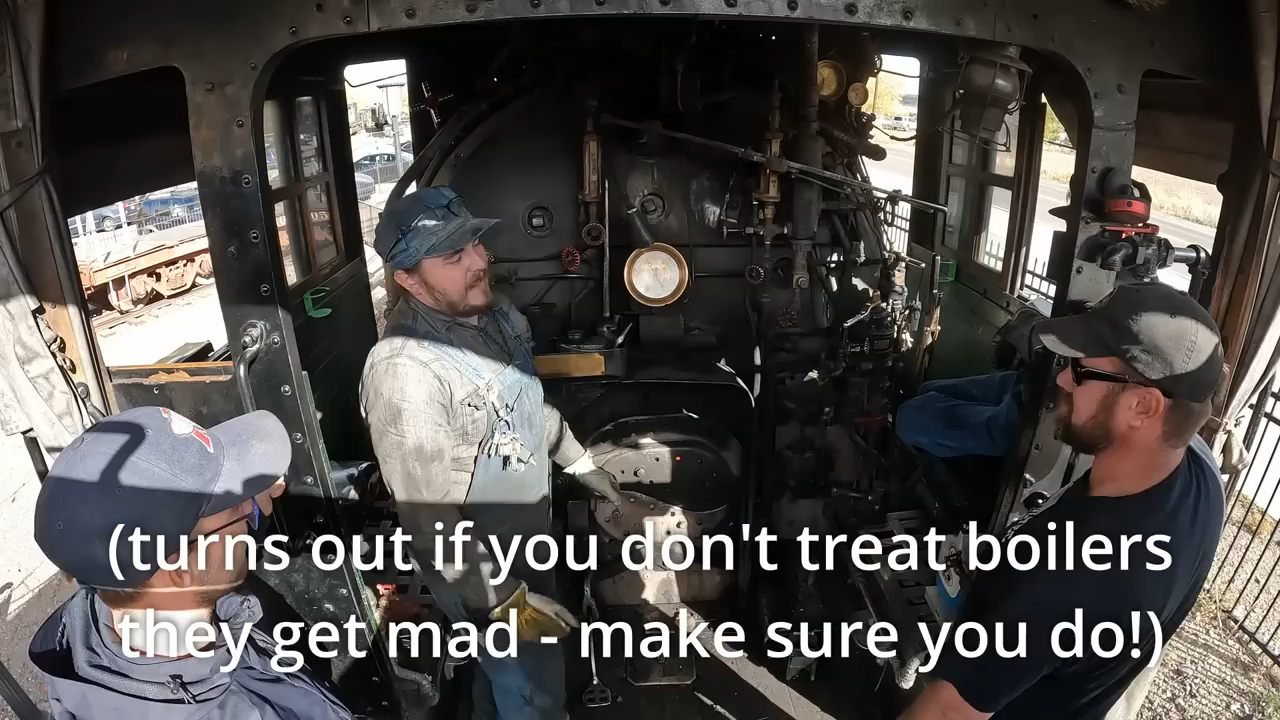 (turns out if you don't treat boilers
they get mad - make sure you do!)